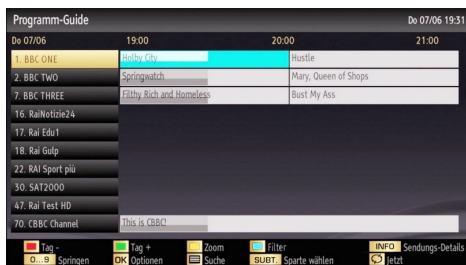 Programm-Guide Do 07/06 19:31
Do 07/06 19:00 20:00 21:00
1. BBC ONE Holby City Hustle
2. BBC TWO Springwatch Mary, Queen of Shops
7. BBC THREE Filthy Rich and Homeless Bust My Ass
16. RaiNotizie24
17. Rai Edu1
18. Rai Gulp
22. RAI Sport più
30. SAT2000
47. Rai Test HD
70. CBBC Channel This is CBBC!
Tag - Tag + Zoom Filter INFO Sendungs-Details
0...9 Springen OK Optionen Suche SUBT. Sparte wählen Jetzt